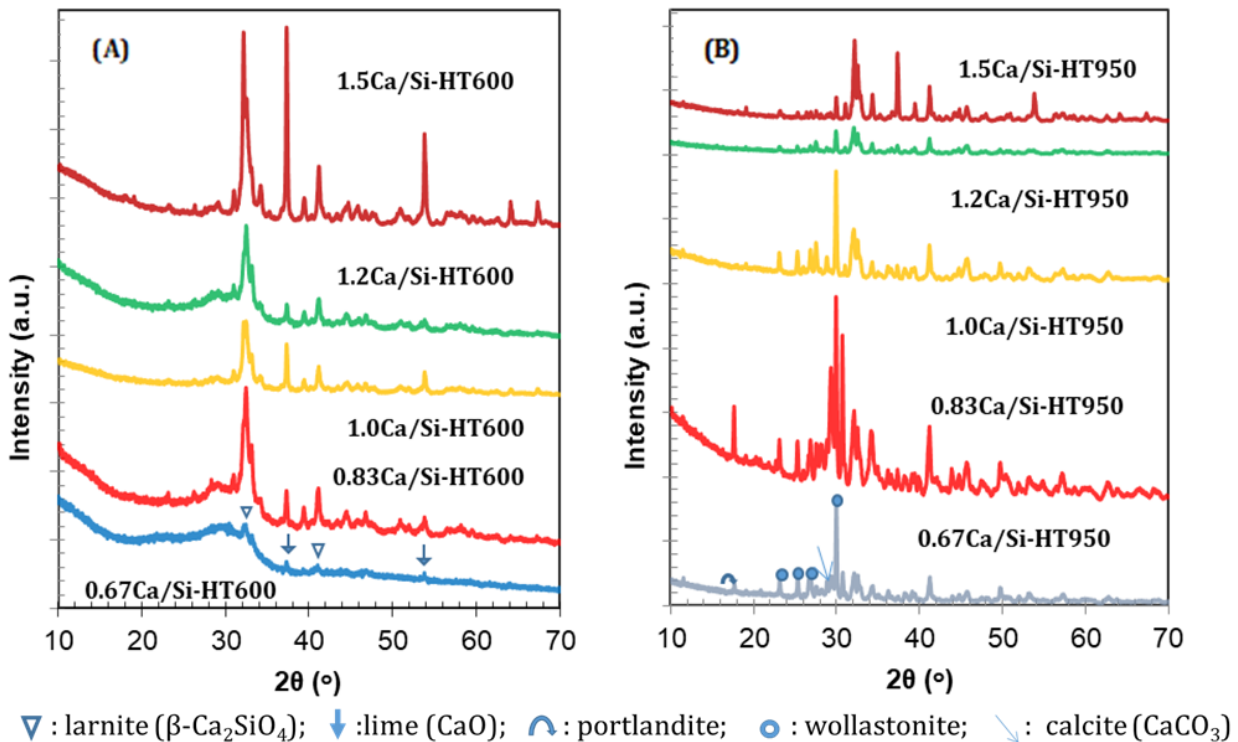 (A)
1.5Ca/Si-HT600
1.2Ca/Si-HT600
1.0Ca/Si-HT600
0.83Ca/Si-HT600
0.67Ca/Si-HT600
Intensity (a.u.)
10 20 30 40 50 60 70
2θ (°)
(B)
1.5Ca/Si-HT950
1.2Ca/Si-HT950
1.0Ca/Si-HT950
0.83Ca/Si-HT950
0.67Ca/Si-HT950
Intensity (a.u.)
10 20 30 40 50 60 70
2θ (°)
: larnite (β-Ca₂SiO₄); :lime (CaO); : portlandite; : wollastonite; : calcite (CaCO₃)